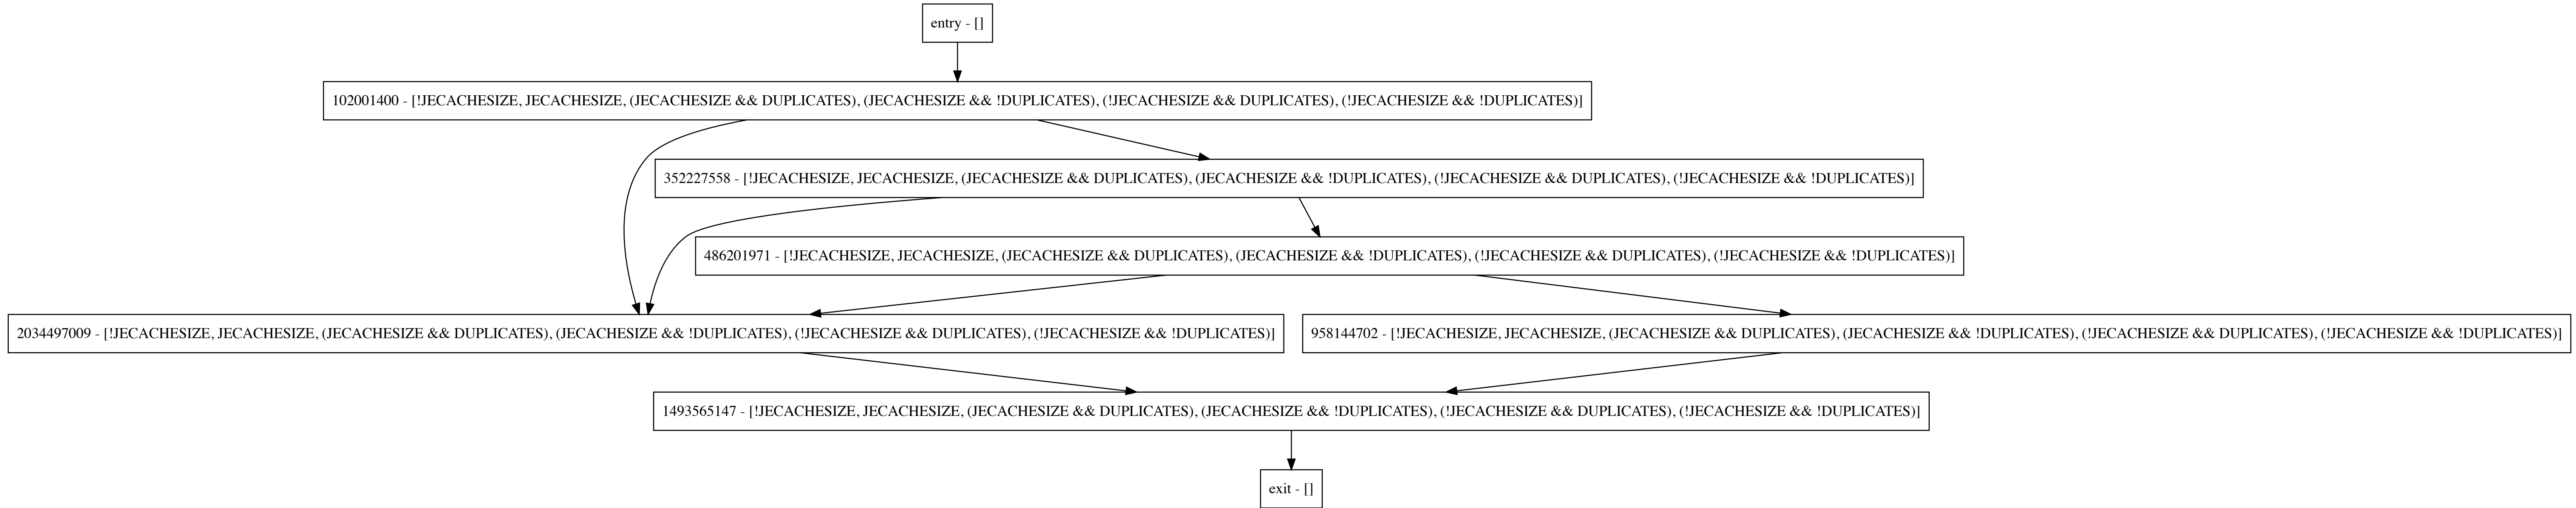 entry - []
102001400 - [!JECACHESIZE, JECACHESIZE, (JECACHESIZE && DUPLICATES), (JECACHESIZE && !DUPLICATES), (!JECACHESIZE && DUPLICATES), (!JECACHESIZE && !DUPLICATES)]
352227558 - [!JECACHESIZE, JECACHESIZE, (JECACHESIZE && DUPLICATES), (JECACHESIZE && !DUPLICATES), (!JECACHESIZE && DUPLICATES), (!JECACHESIZE && !DUPLICATES)]
486201971 - [!JECACHESIZE, JECACHESIZE, (JECACHESIZE && DUPLICATES), (JECACHESIZE && !DUPLICATES), (!JECACHESIZE && DUPLICATES), (!JECACHESIZE && !DUPLICATES)]
2034497009 - [!JECACHESIZE, JECACHESIZE, (JECACHESIZE && DUPLICATES), (JECACHESIZE && !DUPLICATES), (!JECACHESIZE && DUPLICATES), (!JECACHESIZE && !DUPLICATES)]
958144702 - [!JECACHESIZE, JECACHESIZE, (JECACHESIZE && DUPLICATES), (JECACHESIZE && !DUPLICATES), (!JECACHESIZE && DUPLICATES), (!JECACHESIZE && !DUPLICATES)]
1493565147 - [!JECACHESIZE, JECACHESIZE, (JECACHESIZE && DUPLICATES), (JECACHESIZE && !DUPLICATES), (!JECACHESIZE && DUPLICATES), (!JECACHESIZE && !DUPLICATES)]
exit - []